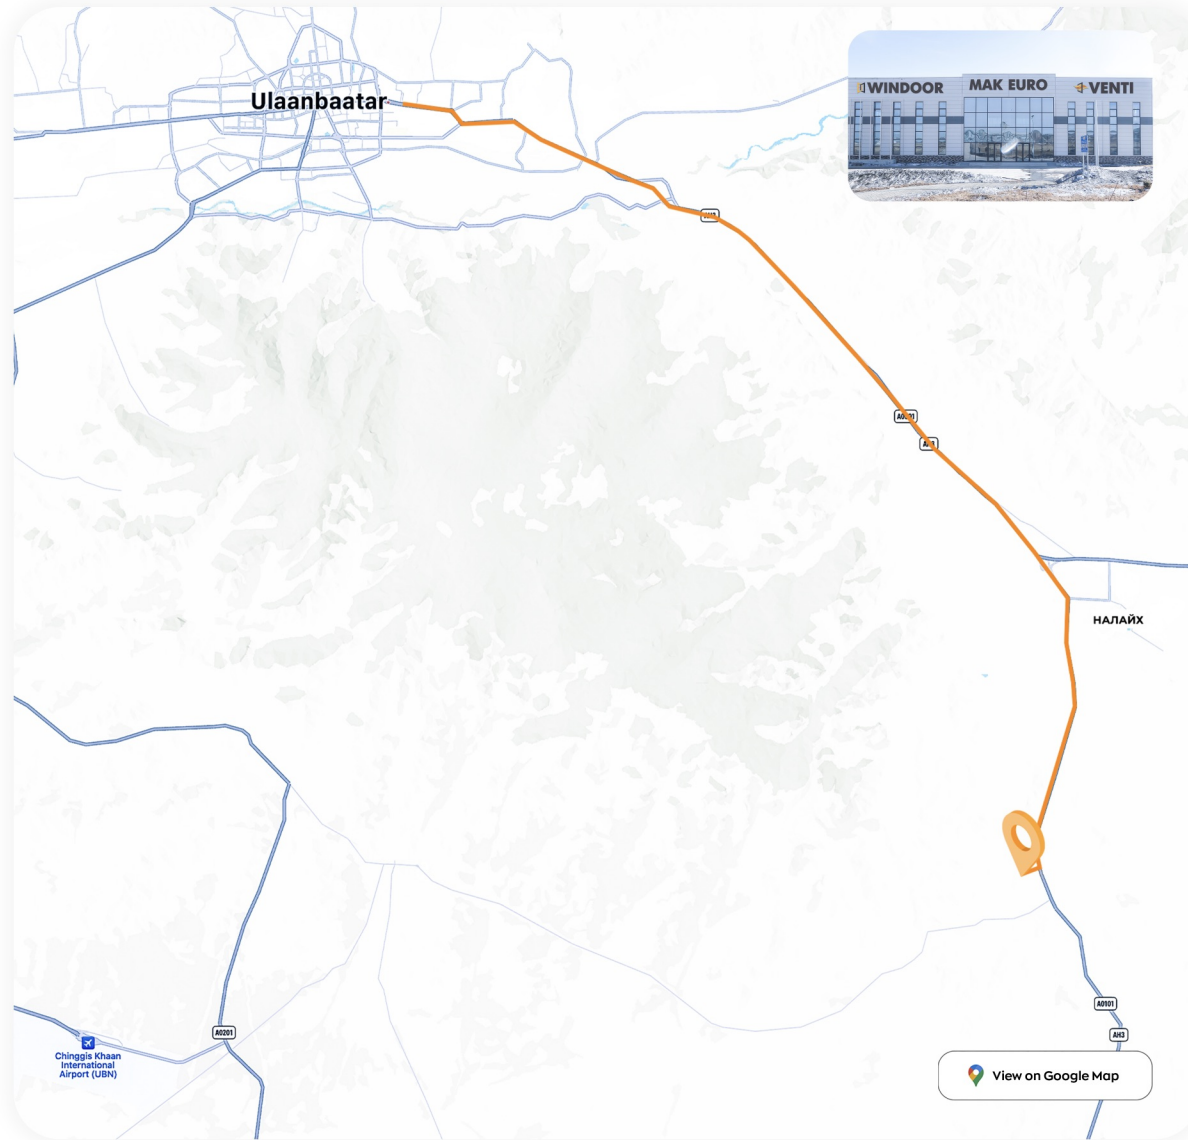 Ulaanbaatar
WINDOOR
MAK EURO
VENTI
A0101
AH3
НАЛАЙХ
A0101
AH3
A0201
Chinggis Khaan
International
Airport (UBN)
View on Google Map